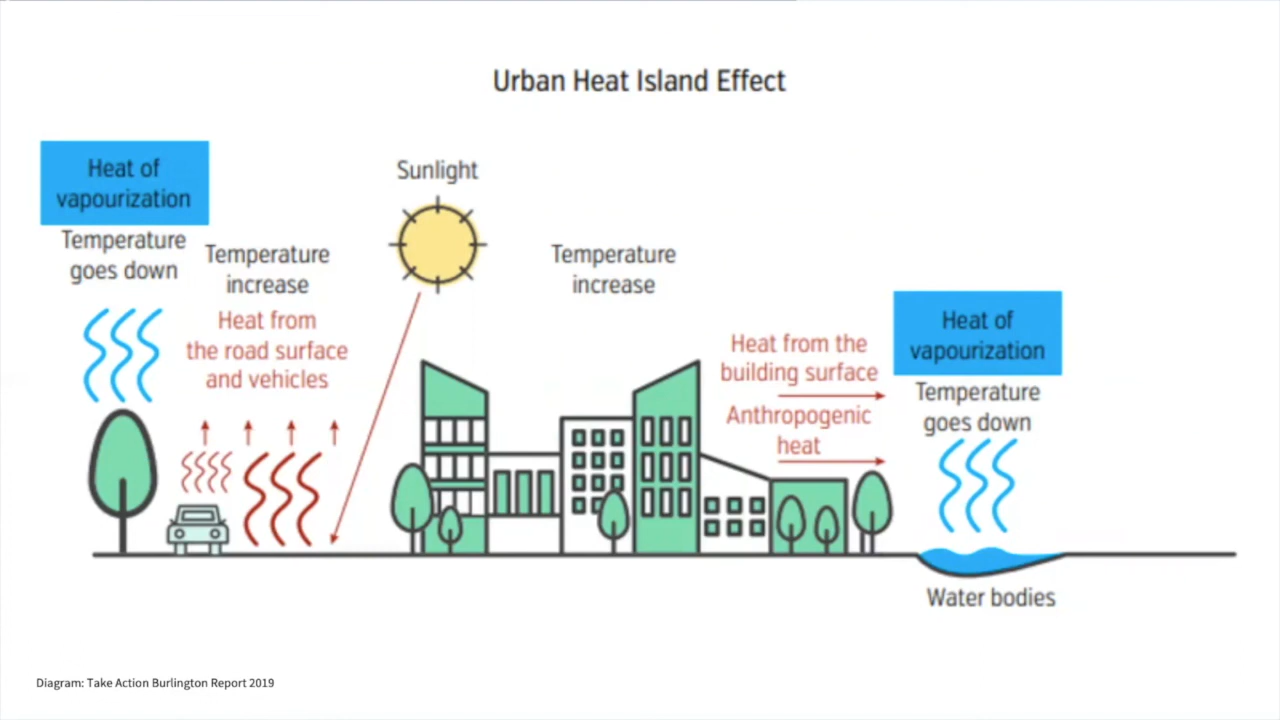 Urban Heat Island Effect
Heat of
vapourization
Temperature
goes down
Temperature
increase
Heat from
the road surface
and vehicles
Sunlight
Temperature
increase
Heat from the
building surface
Anthropogenic
heat
Heat of
vapourization
Temperature
goes down
Water bodies
Diagram: Take Action Burlington Report 2019